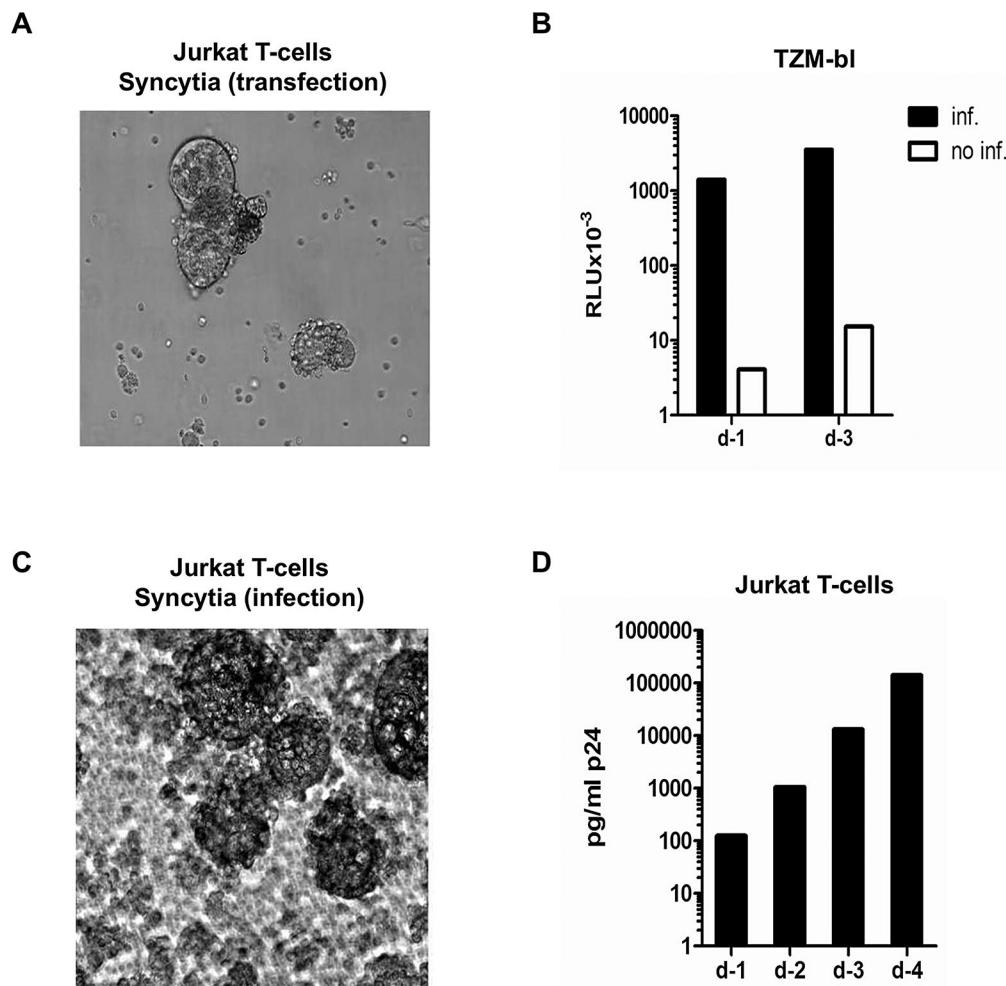 A
Jurkat T-cells
Syncytia (transfection)
B
TZM-bl
RLUx10-3
10000
1000
100
10
1
d-1 d-3
inf.
no inf.
C
Jurkat T-cells
Syncytia (infection)
D
Jurkat T-cells
pg/ml p24
1000000
100000
10000
1000
100
10
1
d-1 d-2 d-3 d-4